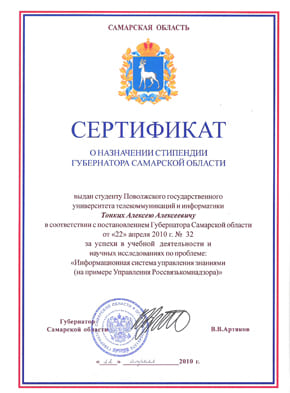 САМАРСКАЯ ОБЛАСТЬ
СЕРТИФИКАТ
О НАЗНАЧЕНИИ СТИПЕНДИИ
ГУБЕРНАТОРА САМАРСКОЙ ОБЛАСТИ
выдан студенту Поволжского государственного
университета телекоммуникаций и информатики
Тонких Алексею Алексеевичу
в соответствии с постановлением Губернатора Самарской области
от «22» апреля 2010 г. № 32
за успехи в учебной деятельности и
научных исследованиях по проблеме:
«Информационная система управления знаниями
(на примере Управления Россвязькомнадзора)»
Губернатор
Самарской области
В.В.Артяков
апреля 2010 г.